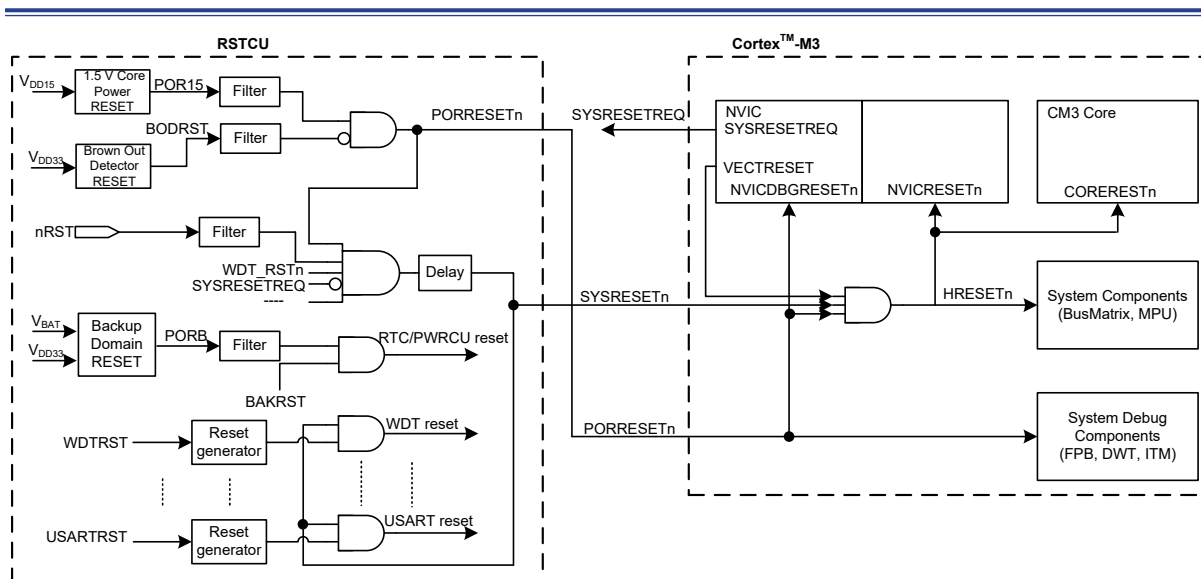 RSTCU
Cortex™-M3
VDD15
1.5 V Core
Power
RESET
POR15
Filter
BODRST
Filter
VDD33
Brown Out
Detector
RESET
PORRESETn
SYSRESETREQ
NVIC
SYSRESETREQ
VECTRESET
NVICDBGRESETn
NVICRESETn
CM3 Core
CORERESTn
nRST
Filter
WDT_RSTn
SYSRESETREQ
----
Delay
SYSRESETn
HRESETn
System Components
(BusMatrix, MPU)
VBAT
VDD33
Backup
Domain
RESET
PORB
Filter
RTC/PWRCU reset
BAKRST
WDTRST
Reset
generator
WDT reset
PORRESETn
System Debug
Components
(FPB, DWT, ITM)
USARTRST
Reset
generator
USART reset